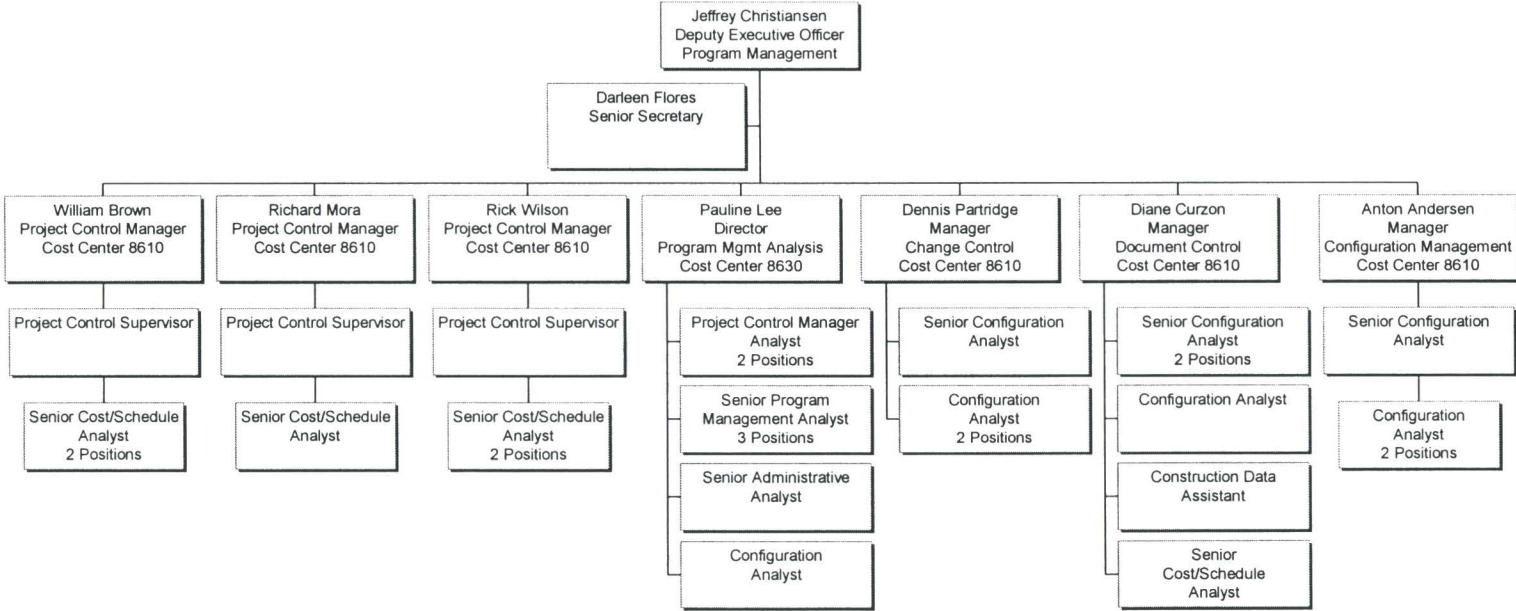 Jeffrey Christiansen
Deputy Executive Officer
Program Management
Darleen Flores
Senior Secretary
William Brown
Project Control Manager
Cost Center 8610
Richard Mora
Project Control Manager
Cost Center 8610
Rick Wilson
Project Control Manager
Cost Center 8610
Pauline Lee
Director
Program Mgmt Analysis
Cost Center 8630
Dennis Partridge
Manager
Change Control
Cost Center 8610
Diane Curzon
Manager
Document Control
Cost Center 8610
Anton Andersen
Manager
Configuration Management
Cost Center 8610
Project Control Supervisor
Project Control Supervisor
Project Control Supervisor
Project Control Manager
Analyst
2 Positions
Senior Configuration
Analyst
Senior Configuration
Analyst
2 Positions
Senior Configuration
Analyst
Senior Cost/Schedule
Analyst
2 Positions
Senior Cost/Schedule
Analyst
Senior Cost/Schedule
Analyst
2 Positions
Senior Program
Management Analyst
3 Positions
Configuration
Analyst
2 Positions
Configuration Analyst
Configuration
Analyst
2 Positions
Senior Administrative
Analyst
Construction Data
Assistant
Configuration
Analyst
Senior
Cost/Schedule
Analyst